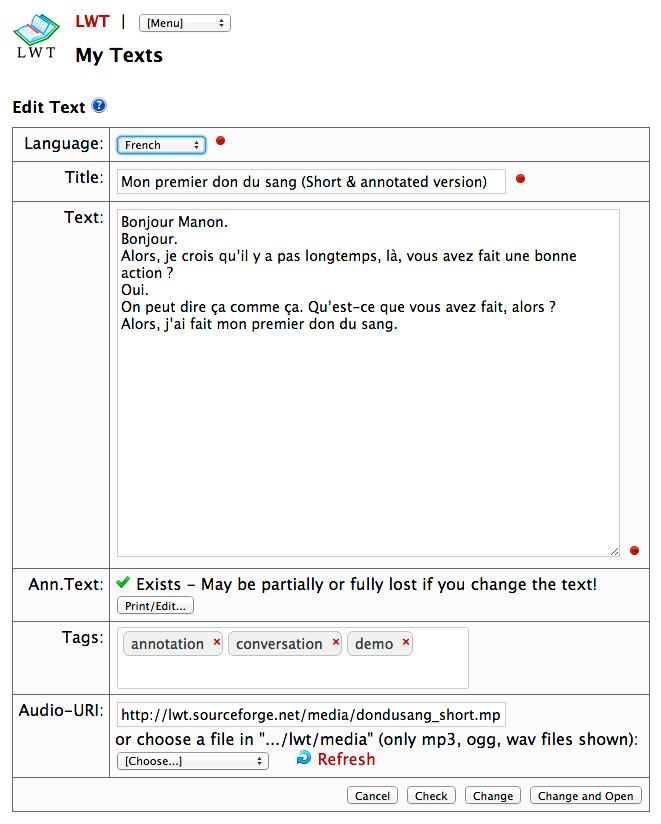 LWT | [Menu]
LWT
My Texts
Edit Text ?
Language: French
Title: Mon premier don du sang (Short & annotated version)
Text: Bonjour Manon.
Bonjour.
Alors, je crois qu'il y a pas longtemps, là, vous avez fait une bonne
action ?
Oui.
On peut dire ça comme ça. Qu'est-ce que vous avez fait, alors ?
Alors, j'ai fait mon premier don du sang.
Ann.Text: Exists - May be partially or fully lost if you change the text!
Print/Edit...
Tags: annotation × conversation × demo ×
Audio-URI: http://lwt.sourceforge.net/media/dondusang_short.mp
or choose a file in ".../lwt/media" (only mp3, ogg, wav files shown):
[Choose...] Refresh
Cancel Check Change Change and Open